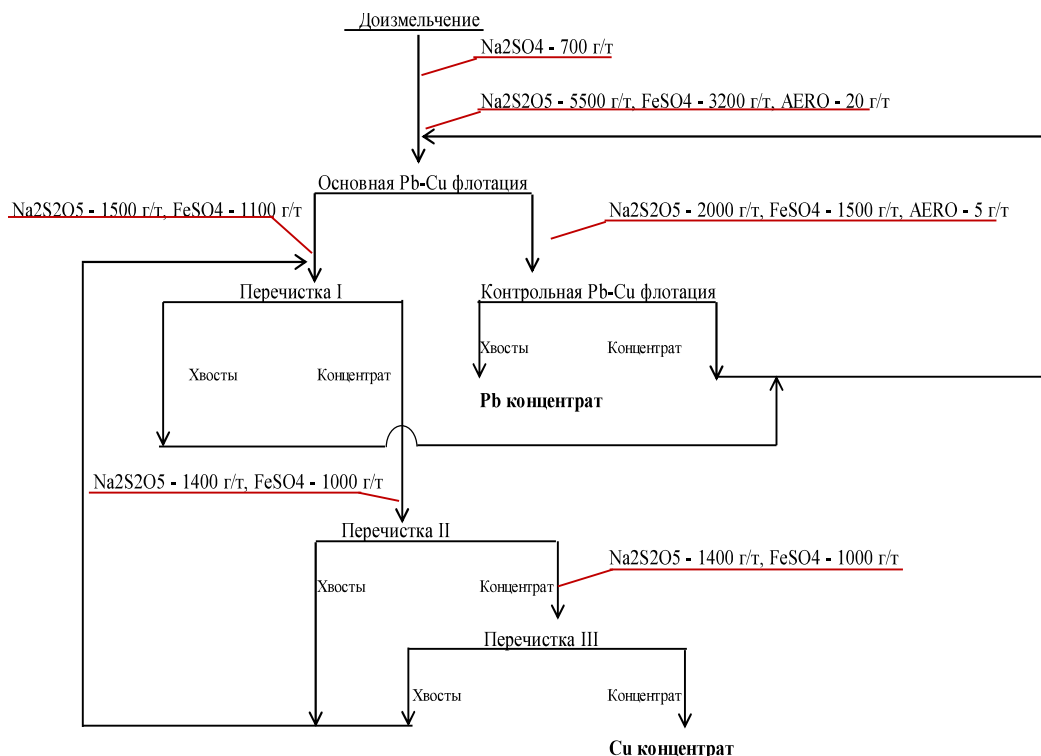 Доизмельчение
Na2SO4 - 700 г/т
Na2S2O5 - 5500 г/т, FeSO4 - 3200 г/т, AERO - 20 г/т
Основная Pb-Cu флотация
Na2S2O5 - 1500 г/т, FeSO4 - 1100 г/т
Na2S2O5 - 2000 г/т, FeSO4 - 1500 г/т, AERO - 5 г/т
Перечистка I
Контрольная Pb-Cu флотация
Хвосты
Концентрат
Хвосты
Концентрат
Pb концентрат
Na2S2O5 - 1400 г/т, FeSO4 - 1000 г/т
Перечистка II
Na2S2O5 - 1400 г/т, FeSO4 - 1000 г/т
Хвосты
Концентрат
Перечистка III
Хвосты
Концентрат
Cu концентрат